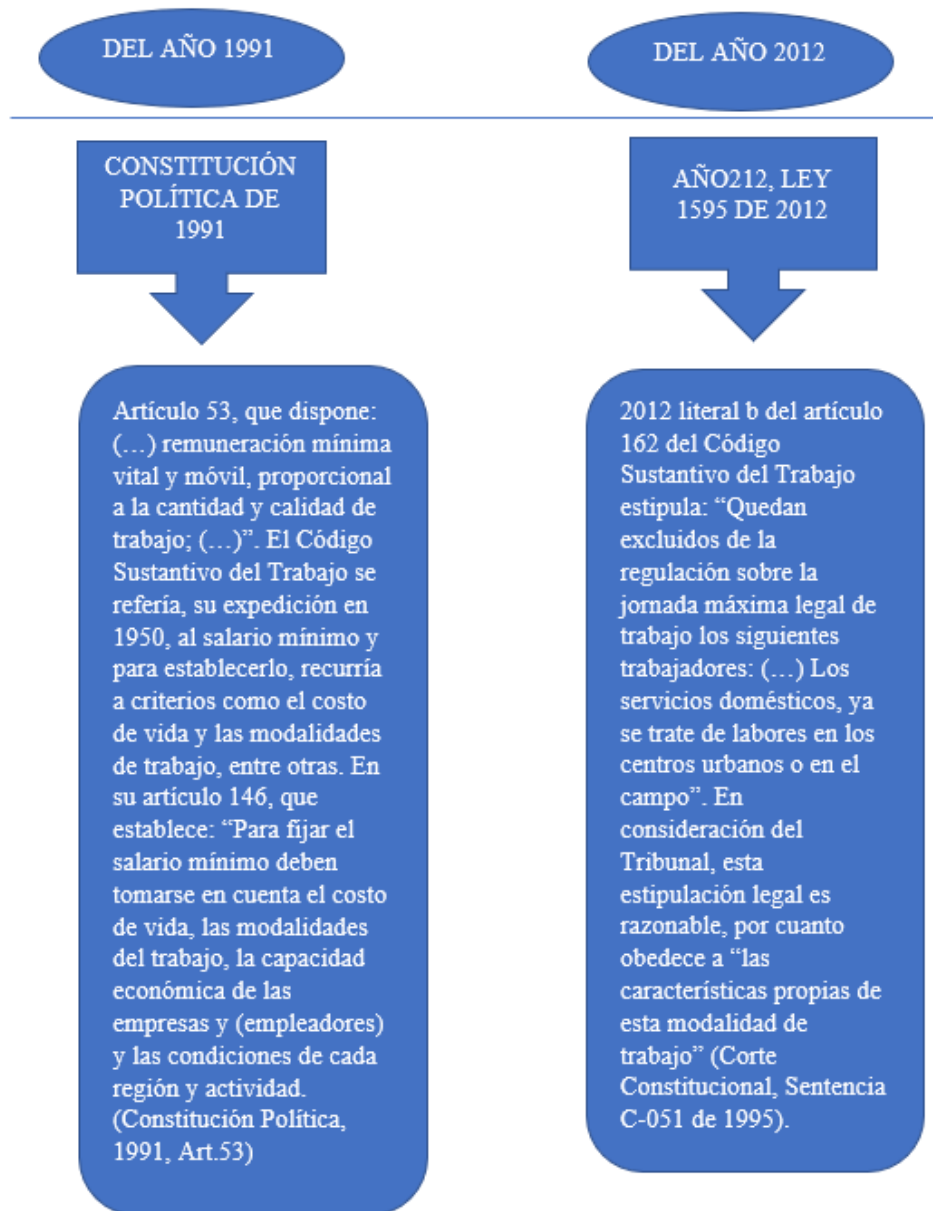 DEL AÑO 1991
CONSTITUCIÓN
POLÍTICA DE
1991
Artículo 53, que dispone:
(…) remuneración mínima
vital y móvil, proporcional
a la cantidad y calidad de
trabajo; (…)”. El Código
Sustantivo del Trabajo se
refería, su expedición en
1950, al salario mínimo y
para establecerlo, recurría
a criterios como el costo
de vida y las modalidades
de trabajo, entre otras. En
su artículo 146, que
establece: “Para fijar el
salario mínimo deben
tomarse en cuenta el costo
de vida, las modalidades
del trabajo, la capacidad
económica de las
empresas y (empleadores)
y las condiciones de cada
región y actividad.
(Constitución Política,
1991, Art.53)
DEL AÑO 2012
AÑO212, LEY
1595 DE 2012
2012 literal b del artículo
162 del Código
Sustantivo del Trabajo
estipula: “Quedan
excluidos de la
regulación sobre la
jornada máxima legal de
trabajo los siguientes
trabajadores: (…) Los
servicios domésticos, ya
se trate de labores en los
centros urbanos o en el
campo”. En
consideración del
Tribunal, esta
estipulación legal es
razonable, por cuanto
obedece a “las
características propias de
esta modalidad de
trabajo” (Corte
Constitucional, Sentencia
C-051 de 1995).